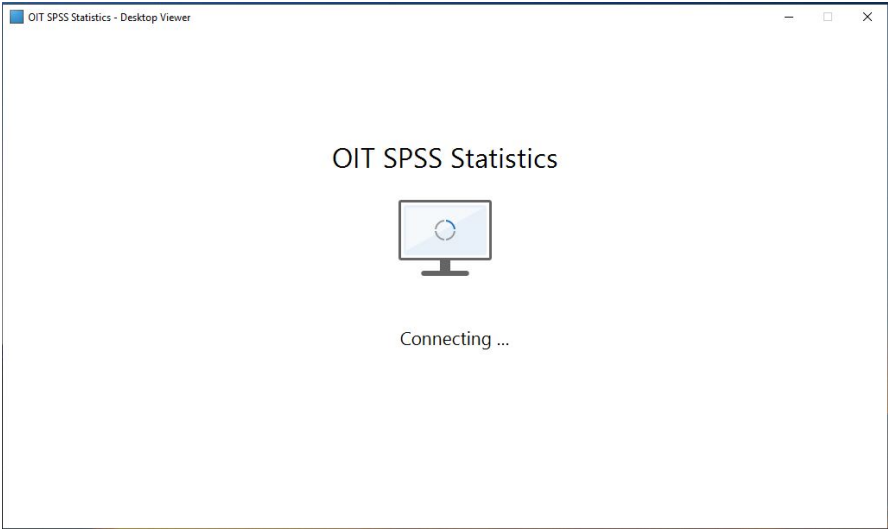 OIT SPSS Statistics - Desktop Viewer
OIT SPSS Statistics
Connecting ...